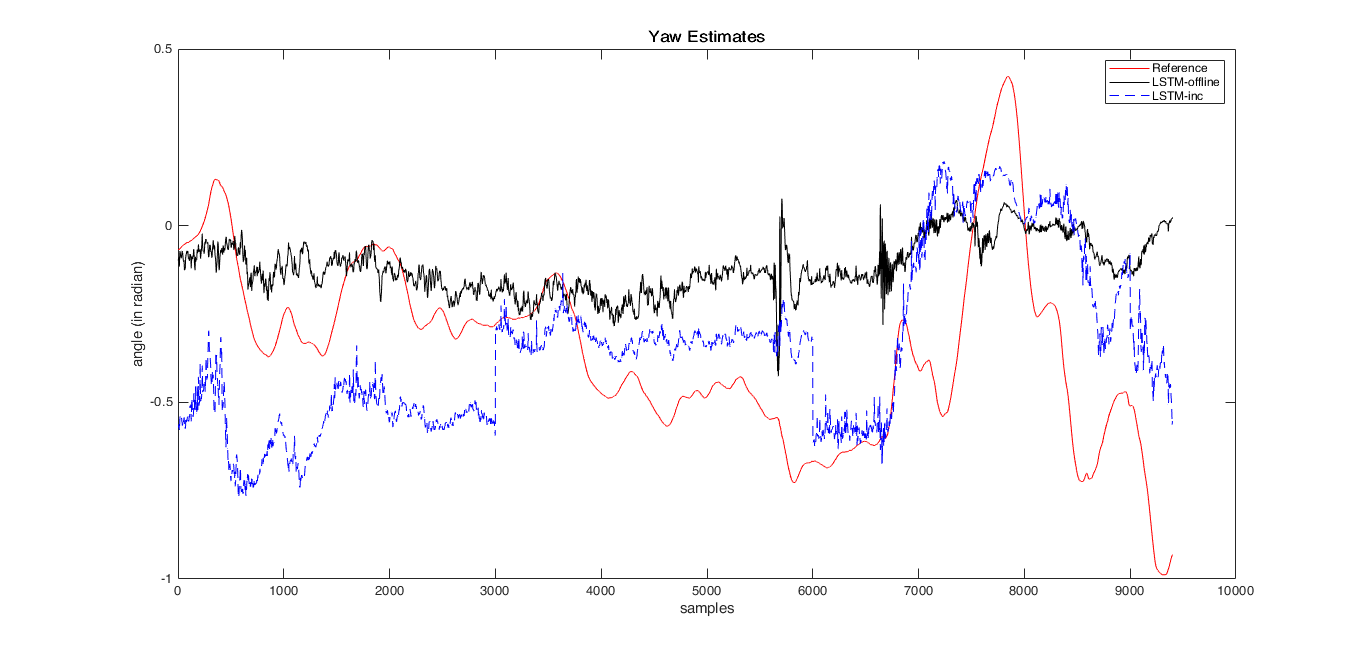 Yaw Estimates
0.5
0
-0.5
-1
angle (in radian)
Reference
LSTM-offline
LSTM-inc
0 1000 2000 3000 4000 5000 6000 7000 8000 9000 10000
samples